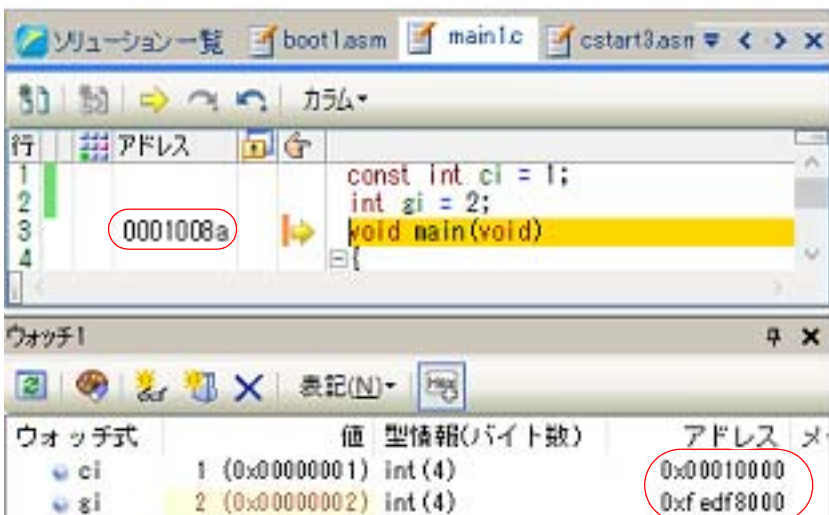 ソリューション一覧 boot1.asm main1.c cstart3.asm
カラム
行 アドレス
1 const int ci = 1;
2 int gi = 2;
3 0001008a void main(void)
4 {
ウォッチ1
表記(N) Hex
ウォッチ式 値 型情報(バイト数) アドレス メ
ci 1 (0x00000001) int(4) 0x00010000
gi 2 (0x00000002) int(4) 0xfedf8000